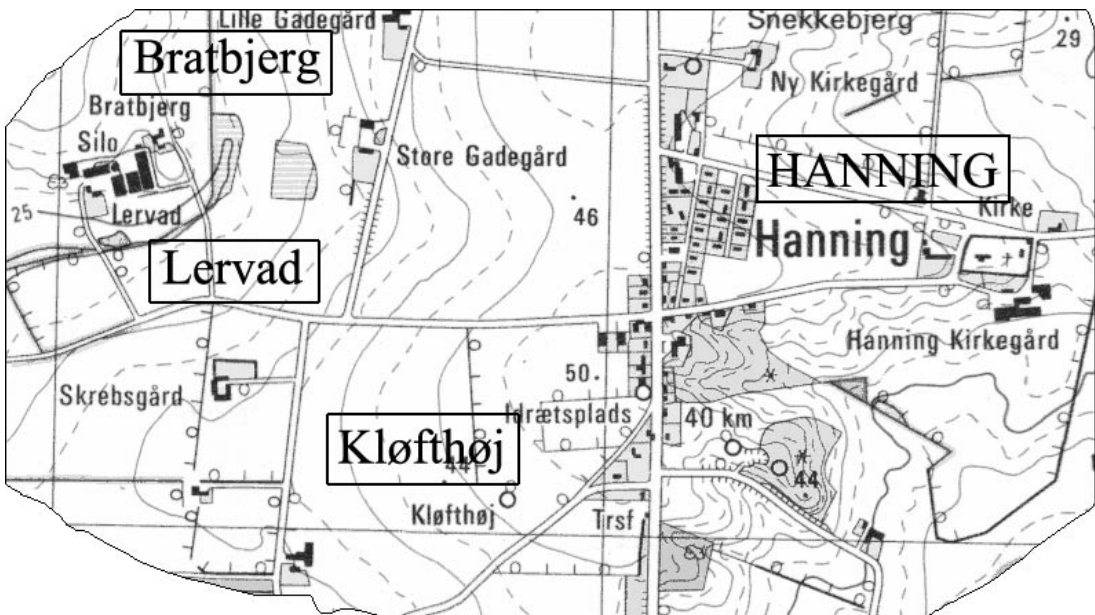 Lille Gadegård
Snekkebjerg
29
Bratbjerg
Bratbjerg
Ny Kirkegård
Silo
Store Gadegård
HANNING
Kirke
25
Lervad
46
Hanning
Lervad
Hanning Kirkegård
50
Skrebsgård
Idrætsplads
40 km
Kløfthøj
44
44
Kløfthøj
Trsf